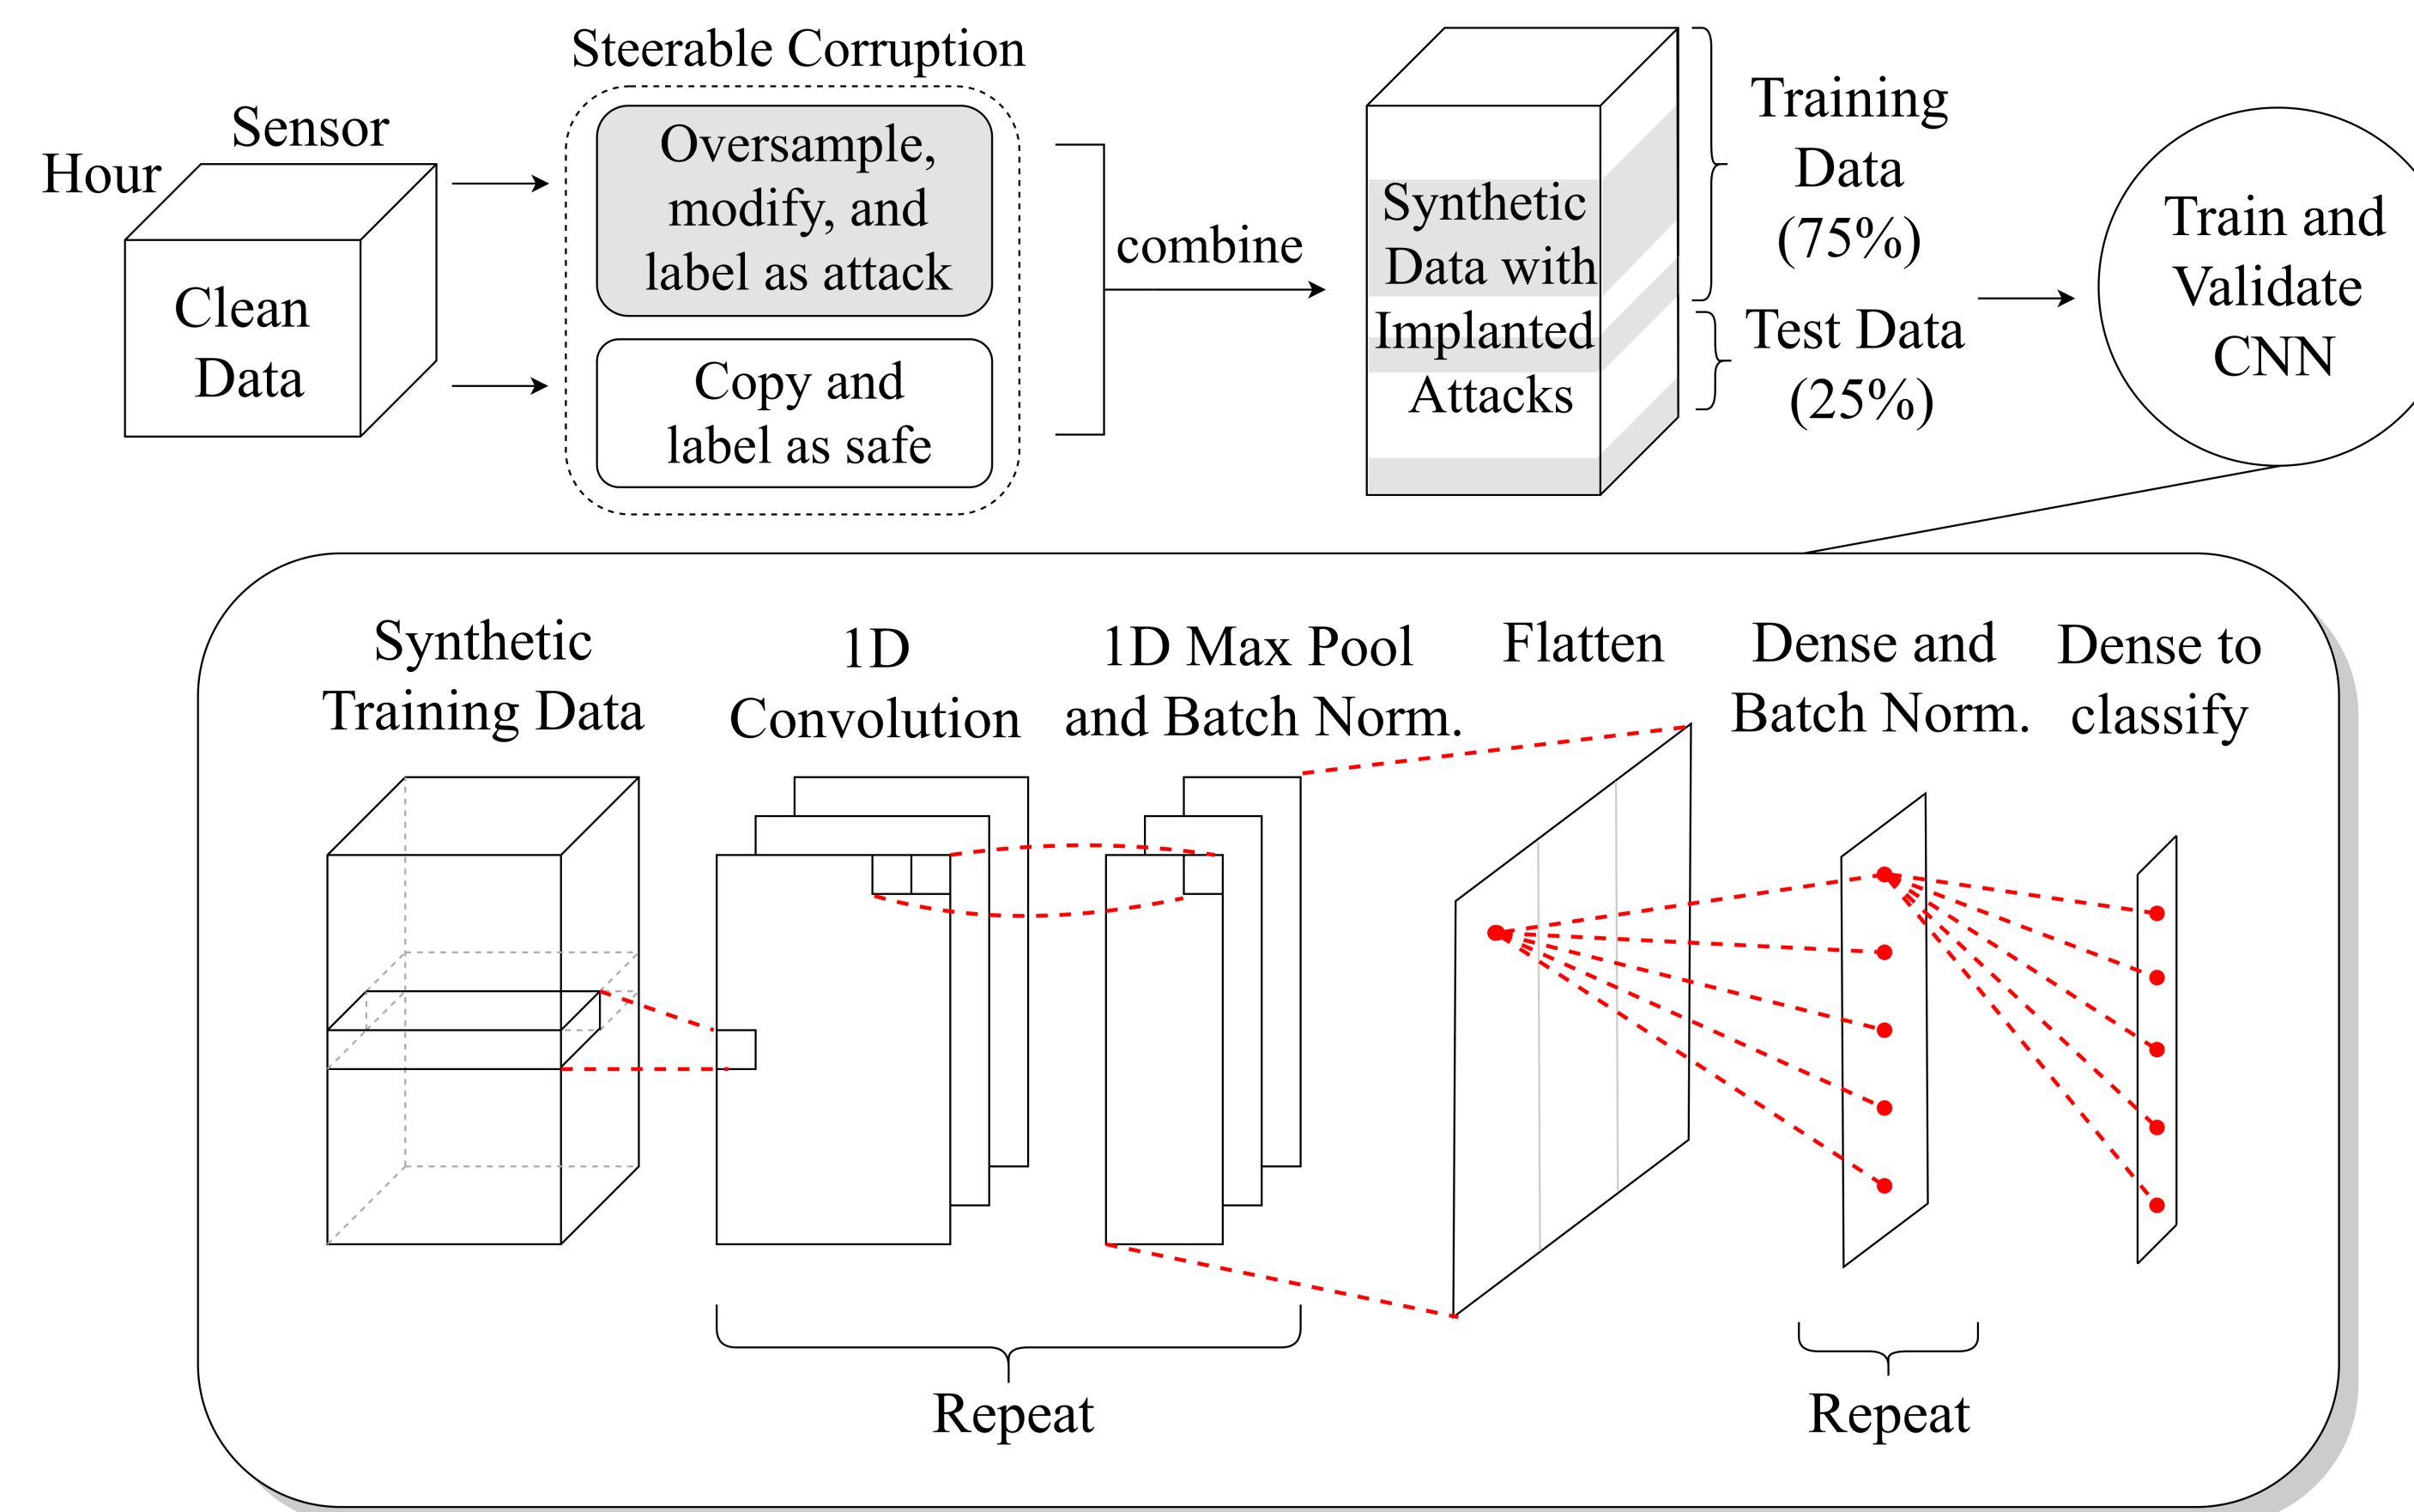 Steerable Corruption
Hour
Sensor
Clean
Data
Oversample,
modify, and
label as attack
Copy and
label as safe
combine
Synthetic
Data with
Implanted
Attacks
Training
Data
(75%)
Test Data
(25%)
Train and
Validate
CNN
Synthetic
Training Data
1D
Convolution
1D Max Pool
and Batch Norm.
Flatten
Dense and
Batch Norm.
Dense to
classify
Repeat
Repeat